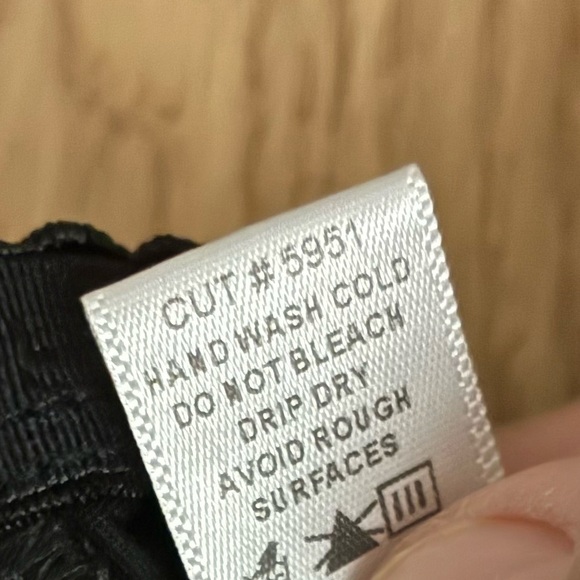 CUT # 5951
HAND WASH COLD
DO NOT BLEACH
DRIP DRY
AVOID ROUGH
SURFACES